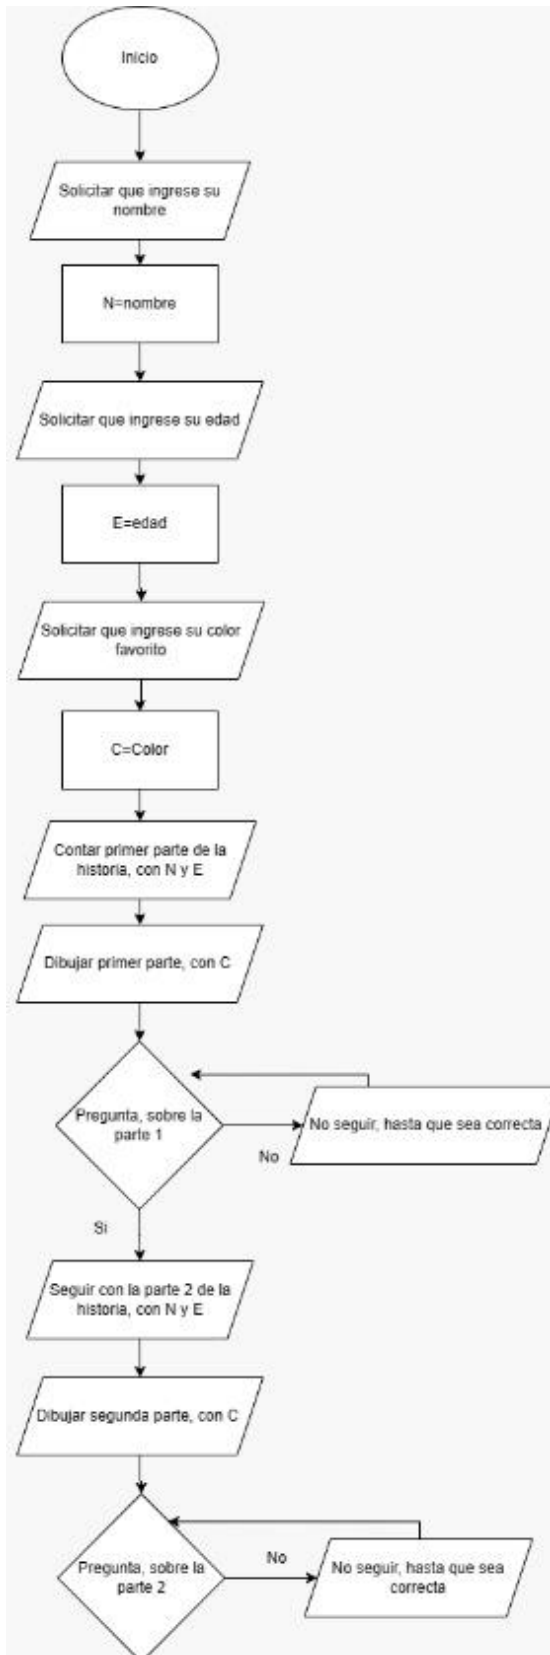 Inicio
Solicitar que ingrese su
nombre
N=nombre
Solicitar que ingrese su edad
E=edad
Solicitar que ingrese su color
favorito
C=Color
Contar primer parte de la
historia, con N y E
Dibujar primer parte, con C
Pregunta, sobre la
parte 1
No seguir, hasta que sea correcta
No
Si
Seguir con la parte 2 de la
historia, con N y E
Dibujar segunda parte, con C
Pregunta, sobre la
parte 2
No
No seguir, hasta que sea
correcta